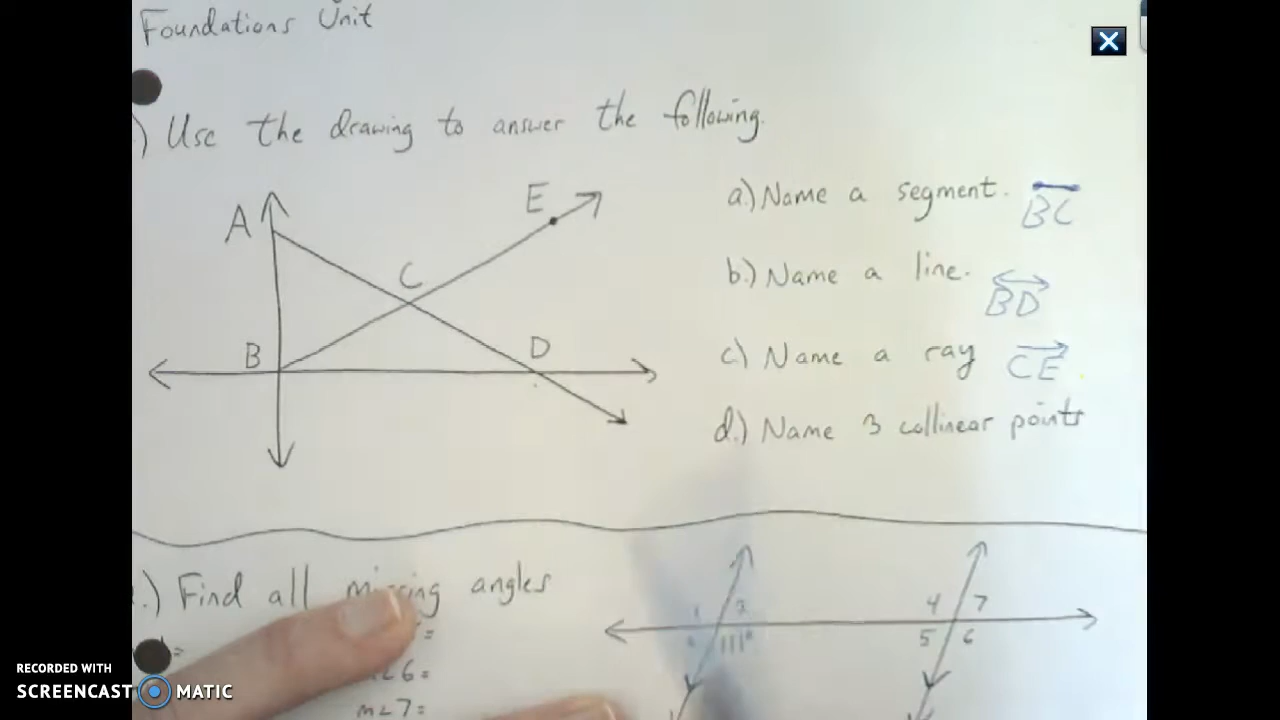 Foundations Unit
) Use the drawing to answer the following.
A
E
C
B
D
a.) Name a segment. BC
b.) Name a line. BD
c.) Name a ray CE
d.) Name 3 collinear points
.) Find all missing angles
=
=
m∠6=
m∠7=
1 4 7
111° 5 6
RECORDED WITH
SCREENCAST MATIC